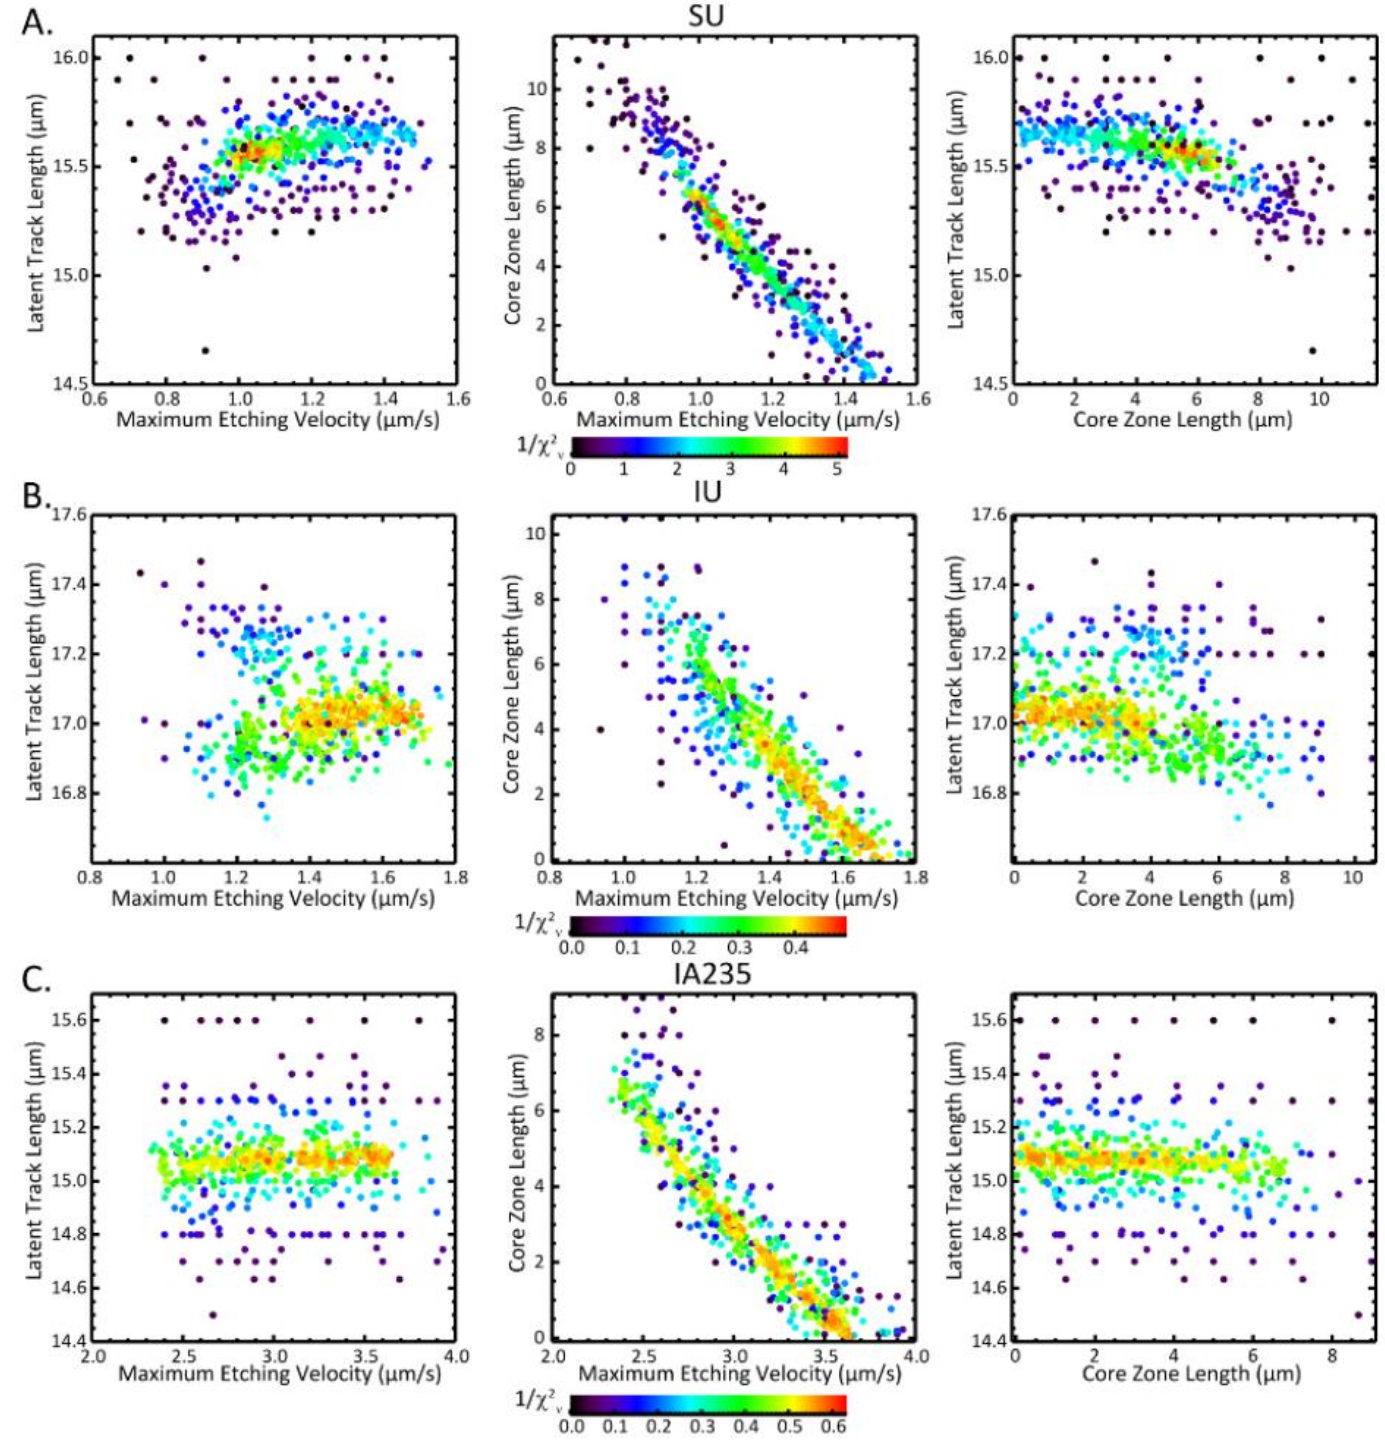 A.
SU
16.0
15.5
15.0
14.5
Latent Track Length (μm)
0.6 0.8 1.0 1.2 1.4 1.6
Maximum Etching Velocity (μm/s)
10
8
6
4
2
0
Core Zone Length (μm)
0.6 0.8 1.0 1.2 1.4 1.6
Maximum Etching Velocity (μm/s)
16.0
15.5
15.0
14.5
Latent Track Length (μm)
0 2 4 6 8 10
Core Zone Length (μm)
1/χ²ν
0 1 2 3 4 5
B.
IU
17.6
17.4
17.2
17.0
16.8
Latent Track Length (μm)
0.8 1.0 1.2 1.4 1.6 1.8
Maximum Etching Velocity (μm/s)
10
8
6
4
2
0
Core Zone Length (μm)
0.8 1.0 1.2 1.4 1.6 1.8
Maximum Etching Velocity (μm/s)
17.6
17.4
17.2
17.0
16.8
Latent Track Length (μm)
0 2 4 6 8 10
Core Zone Length (μm)
1/χ²ν
0.0 0.1 0.2 0.3 0.4
C.
IA235
15.6
15.4
15.2
15.0
14.8
14.6
14.4
Latent Track Length (μm)
2.0 2.5 3.0 3.5 4.0
Maximum Etching Velocity (μm/s)
8
6
4
2
0
Core Zone Length (μm)
2.0 2.5 3.0 3.5 4.0
Maximum Etching Velocity (μm/s)
15.6
15.4
15.2
15.0
14.8
14.6
14.4
Latent Track Length (μm)
0 2 4 6 8
Core Zone Length (μm)
1/χ²ν
0.0 0.1 0.2 0.3 0.4 0.5 0.6